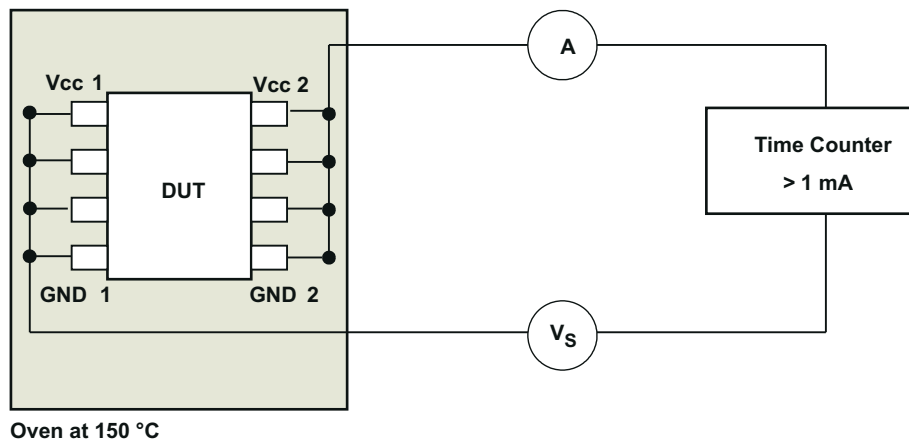 A
Vcc 1
Vcc 2
Time Counter
> 1 mA
DUT
GND 1
GND 2
VS
Oven at 150 °C